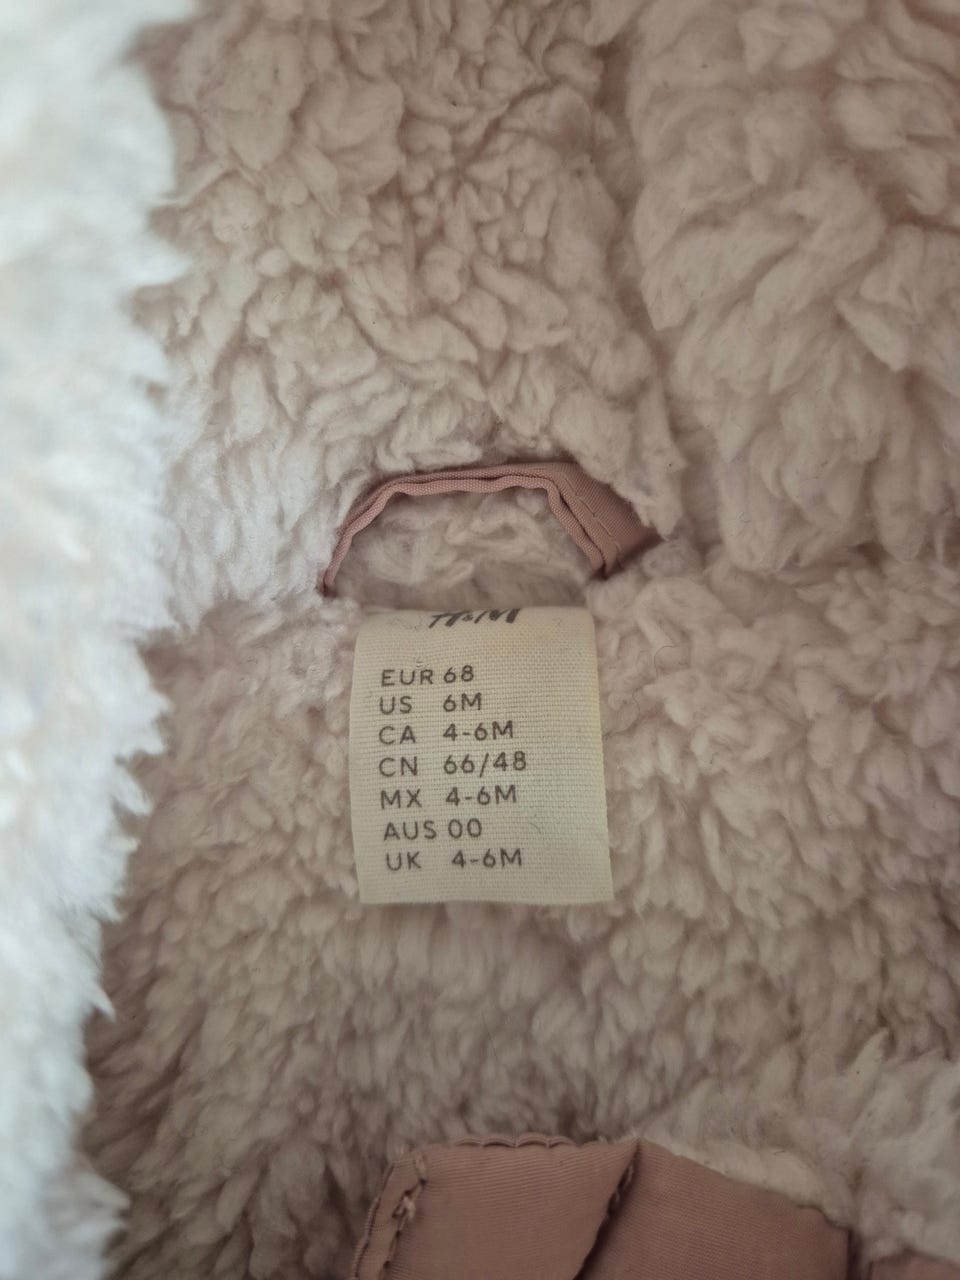 H&M
EUR 68
US 6M
CA 4-6M
CN 66/48
MX 4-6M
AUS 00
UK 4-6M